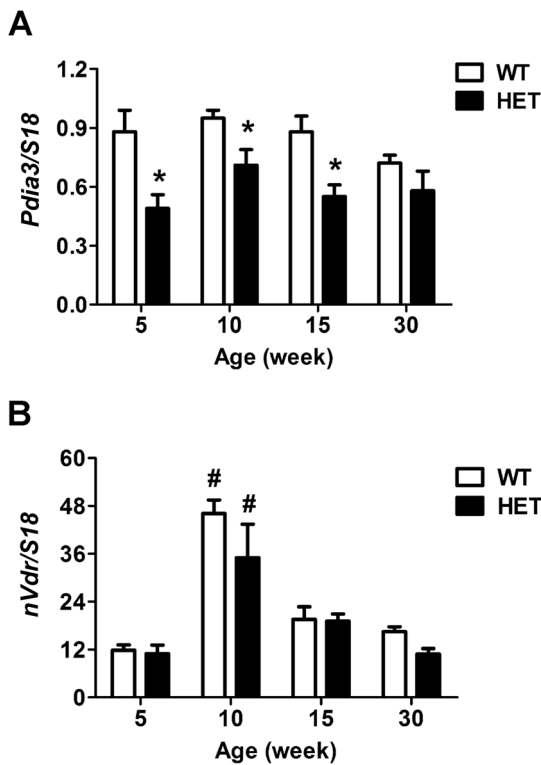 A
1.2
0.9
0.6
0.3
0.0
Pdia3/S18
* * *
WT
HET
5 10 15 30
Age (week)
B
60
48
36
24
12
0
nVdr/S18
# #
WT
HET
5 10 15 30
Age (week)